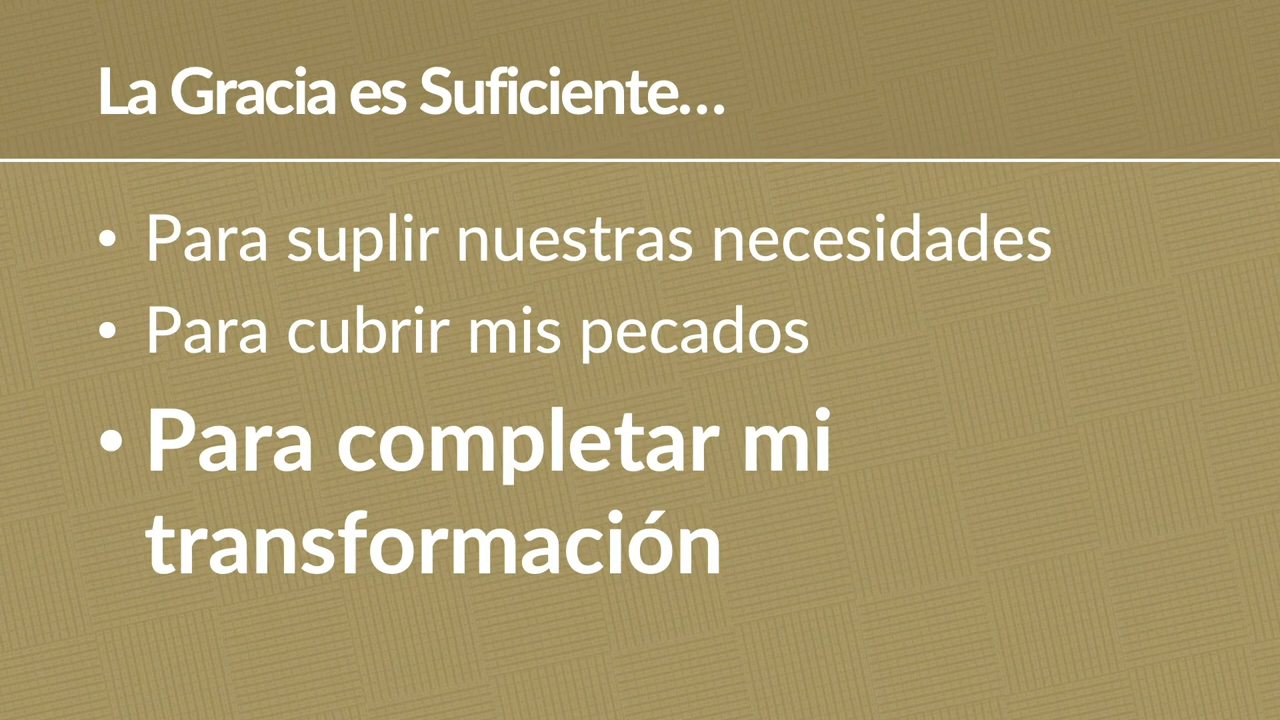 La Gracia es Suficiente…
• Para suplir nuestras necesidades
• Para cubrir mis pecados
• Para completar mi
transformación